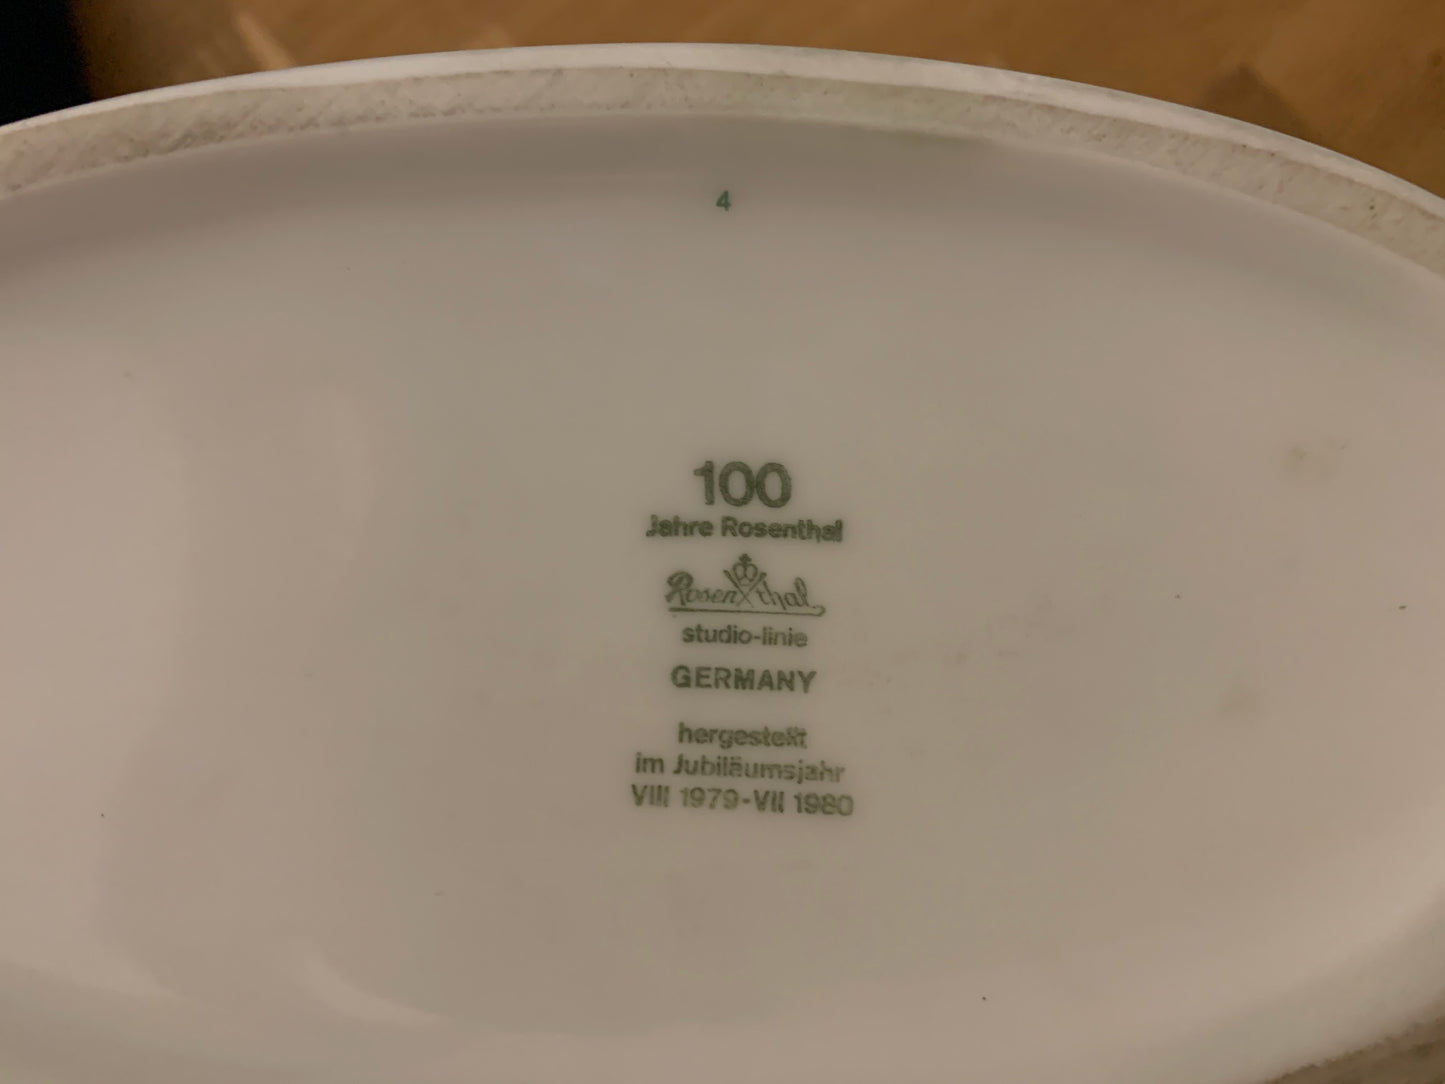 4
100
Jahre Rosenthal
Rosenthal
studio-linie
GERMANY
hergestellt
im Jubiläumsjahr
VIII 1979-VII 1980